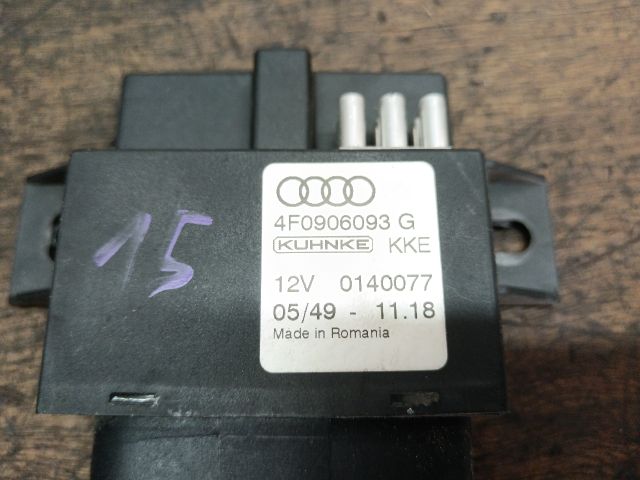 15
4F0906093 G
KUHNKE KKE
12V 0140077
05/49 - 11.18
Made in Romania